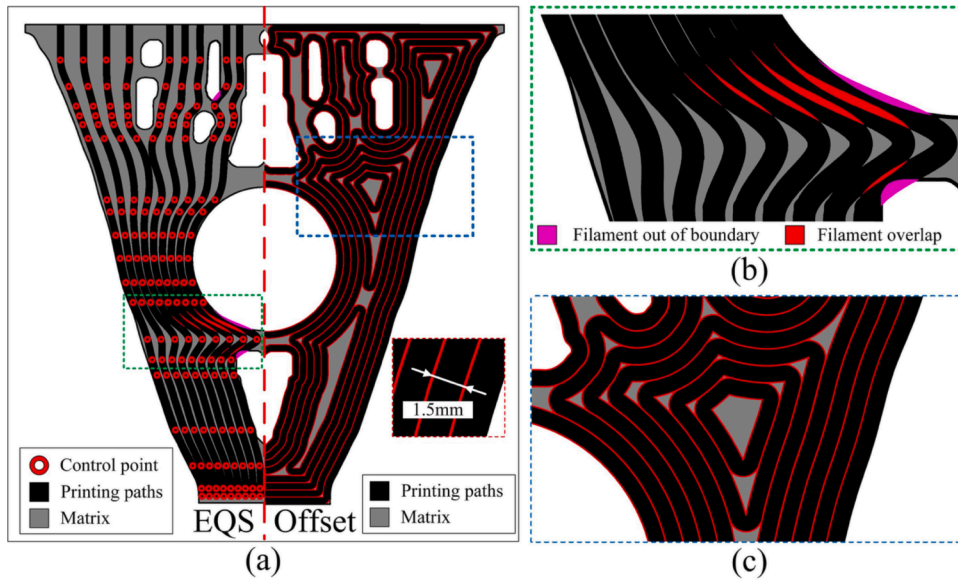 1.5mm
Control point
Printing paths
Matrix
EQS
Offset
Printing paths
Matrix
(a)
Filament out of boundary
Filament overlap
(b)
(c)